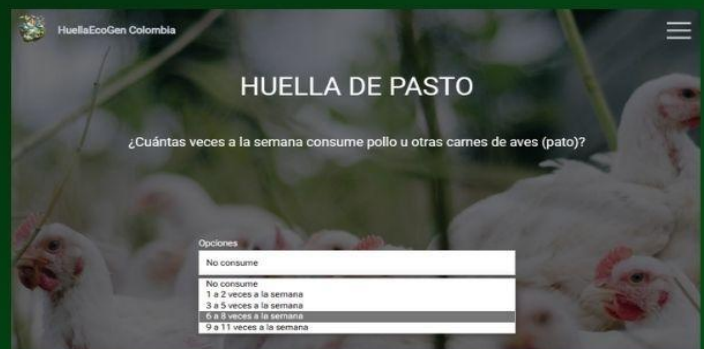 HuellaEcoGen Colombia
HUELLA DE PASTO
¿Cuántas veces a la semana consume pollo u otras carnes de aves (pato)?
Opciones
No consume
No consume
1 a 2 veces a la semana
3 a 5 veces a la semana
6 a 8 veces a la semana
9 a 11 veces a la semana